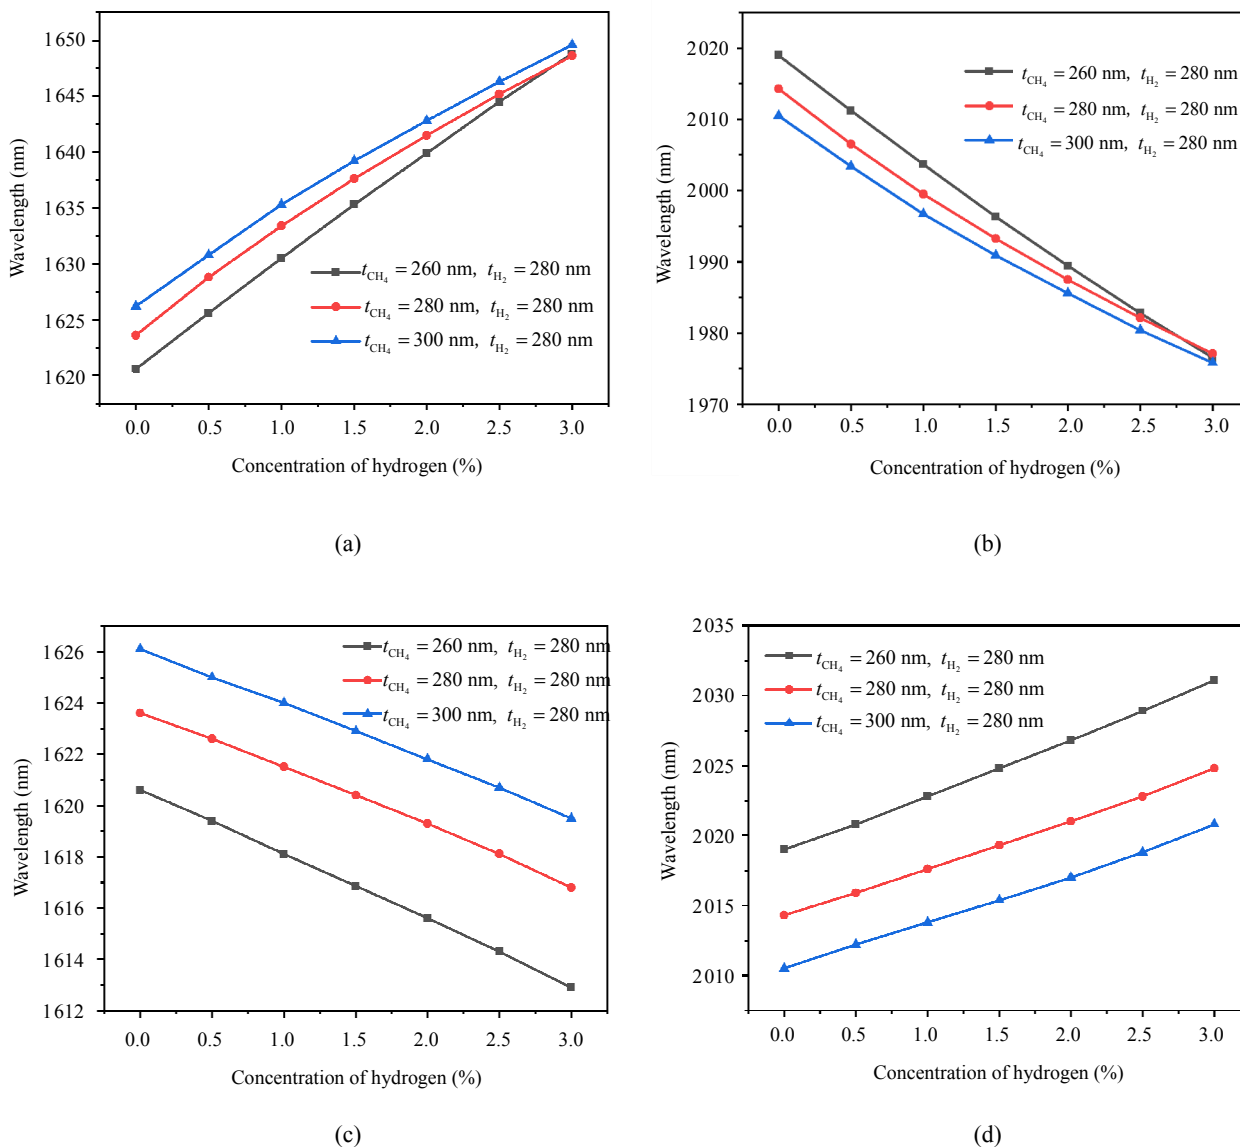 1650
1645
1640
1635
1630
1625
1620
Wavelength (nm)
t_CH₄ = 260 nm, t_H₂ = 280 nm
t_CH₄ = 280 nm, t_H₂ = 280 nm
t_CH₄ = 300 nm, t_H₂ = 280 nm
0.0 0.5 1.0 1.5 2.0 2.5 3.0
Concentration of hydrogen (%)
(a)
2020
2010
2000
1990
1980
1970
Wavelength (nm)
t_CH₄ = 260 nm, t_H₂ = 280 nm
t_CH₄ = 280 nm, t_H₂ = 280 nm
t_CH₄ = 300 nm, t_H₂ = 280 nm
0.0 0.5 1.0 1.5 2.0 2.5 3.0
Concentration of hydrogen (%)
(b)
1626
1624
1622
1620
1618
1616
1614
1612
Wavelength (nm)
t_CH₄ = 260 nm, t_H₂ = 280 nm
t_CH₄ = 280 nm, t_H₂ = 280 nm
t_CH₄ = 300 nm, t_H₂ = 280 nm
0.0 0.5 1.0 1.5 2.0 2.5 3.0
Concentration of hydrogen (%)
(c)
2035
2030
2025
2020
2015
2010
Wavelength (nm)
t_CH₄ = 260 nm, t_H₂ = 280 nm
t_CH₄ = 280 nm, t_H₂ = 280 nm
t_CH₄ = 300 nm, t_H₂ = 280 nm
0.0 0.5 1.0 1.5 2.0 2.5 3.0
Concentration of hydrogen (%)
(d)